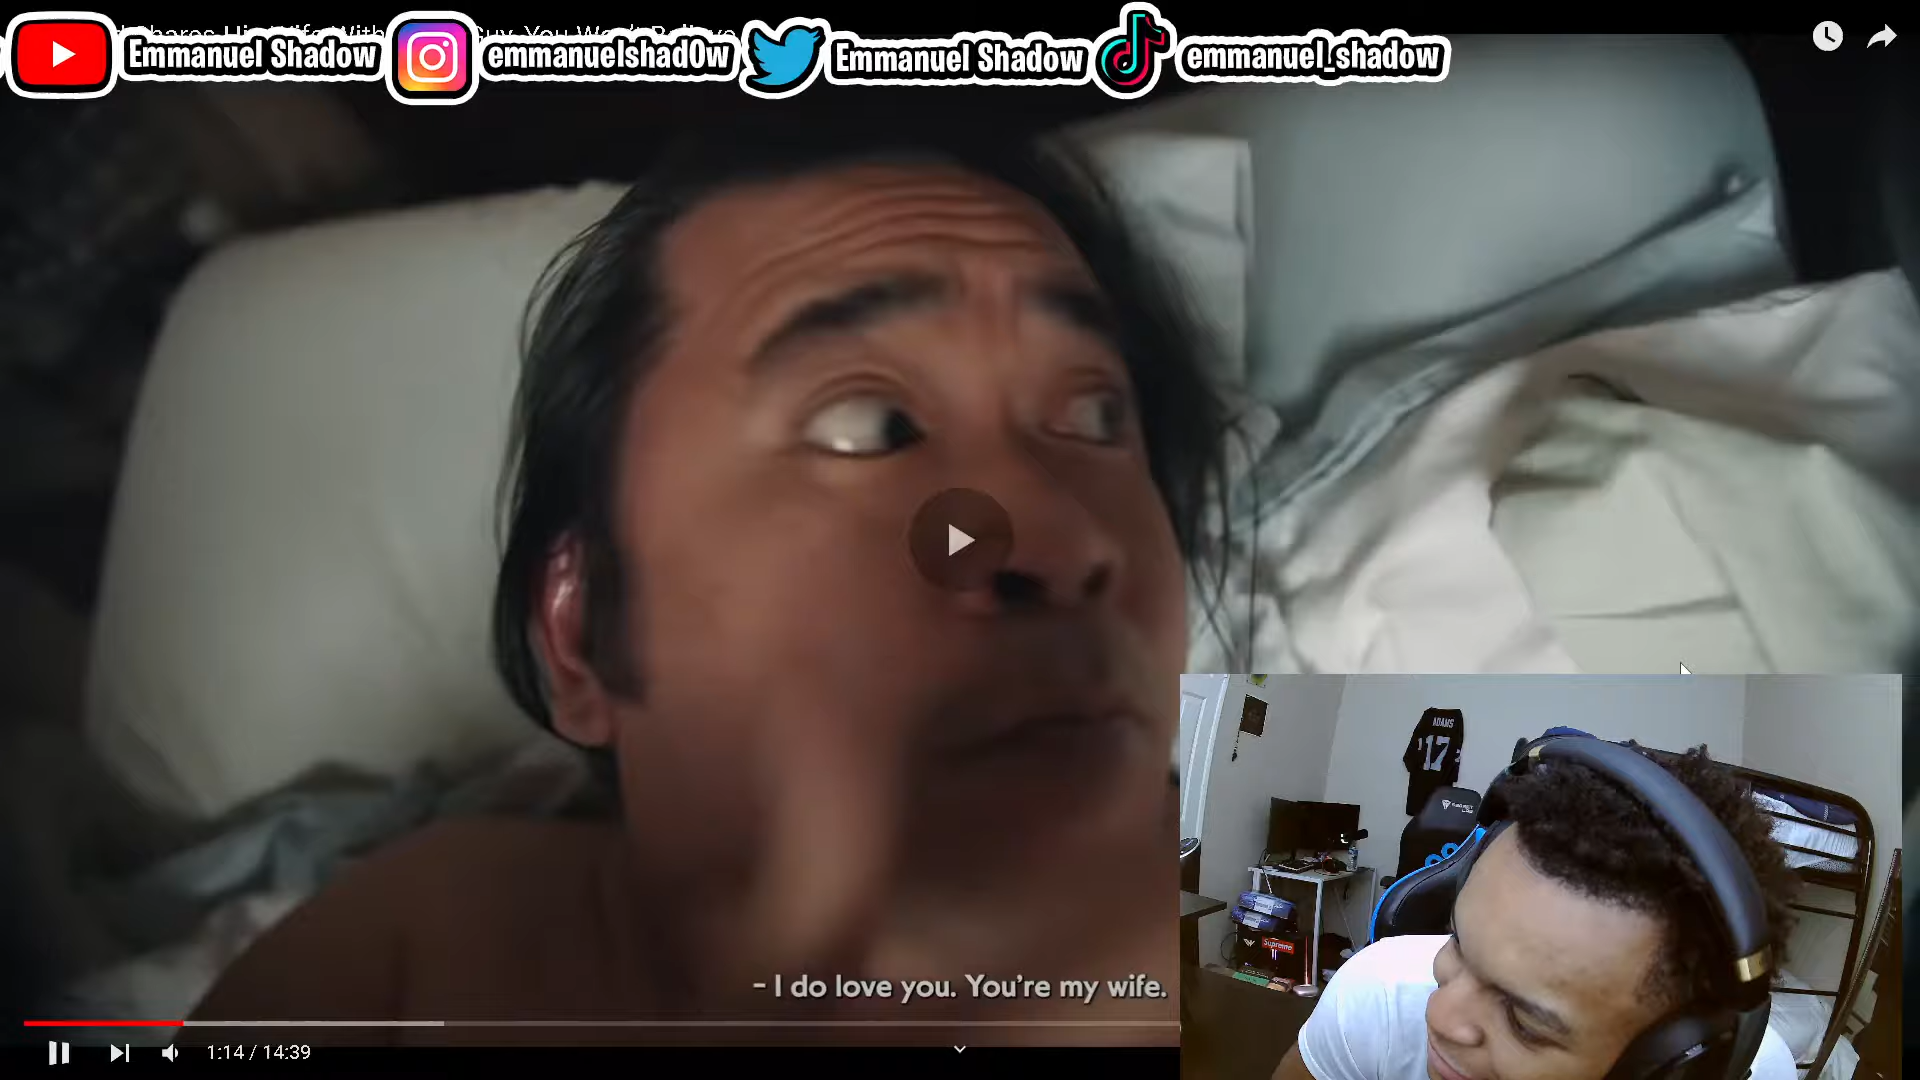 Emmanuel Shadow
emmanuelshad0w
Emmanuel Shadow
emmanuel_shadow
ADAMS
17
Supreme
- I do love you. You're my wife.
1:14 / 14:39